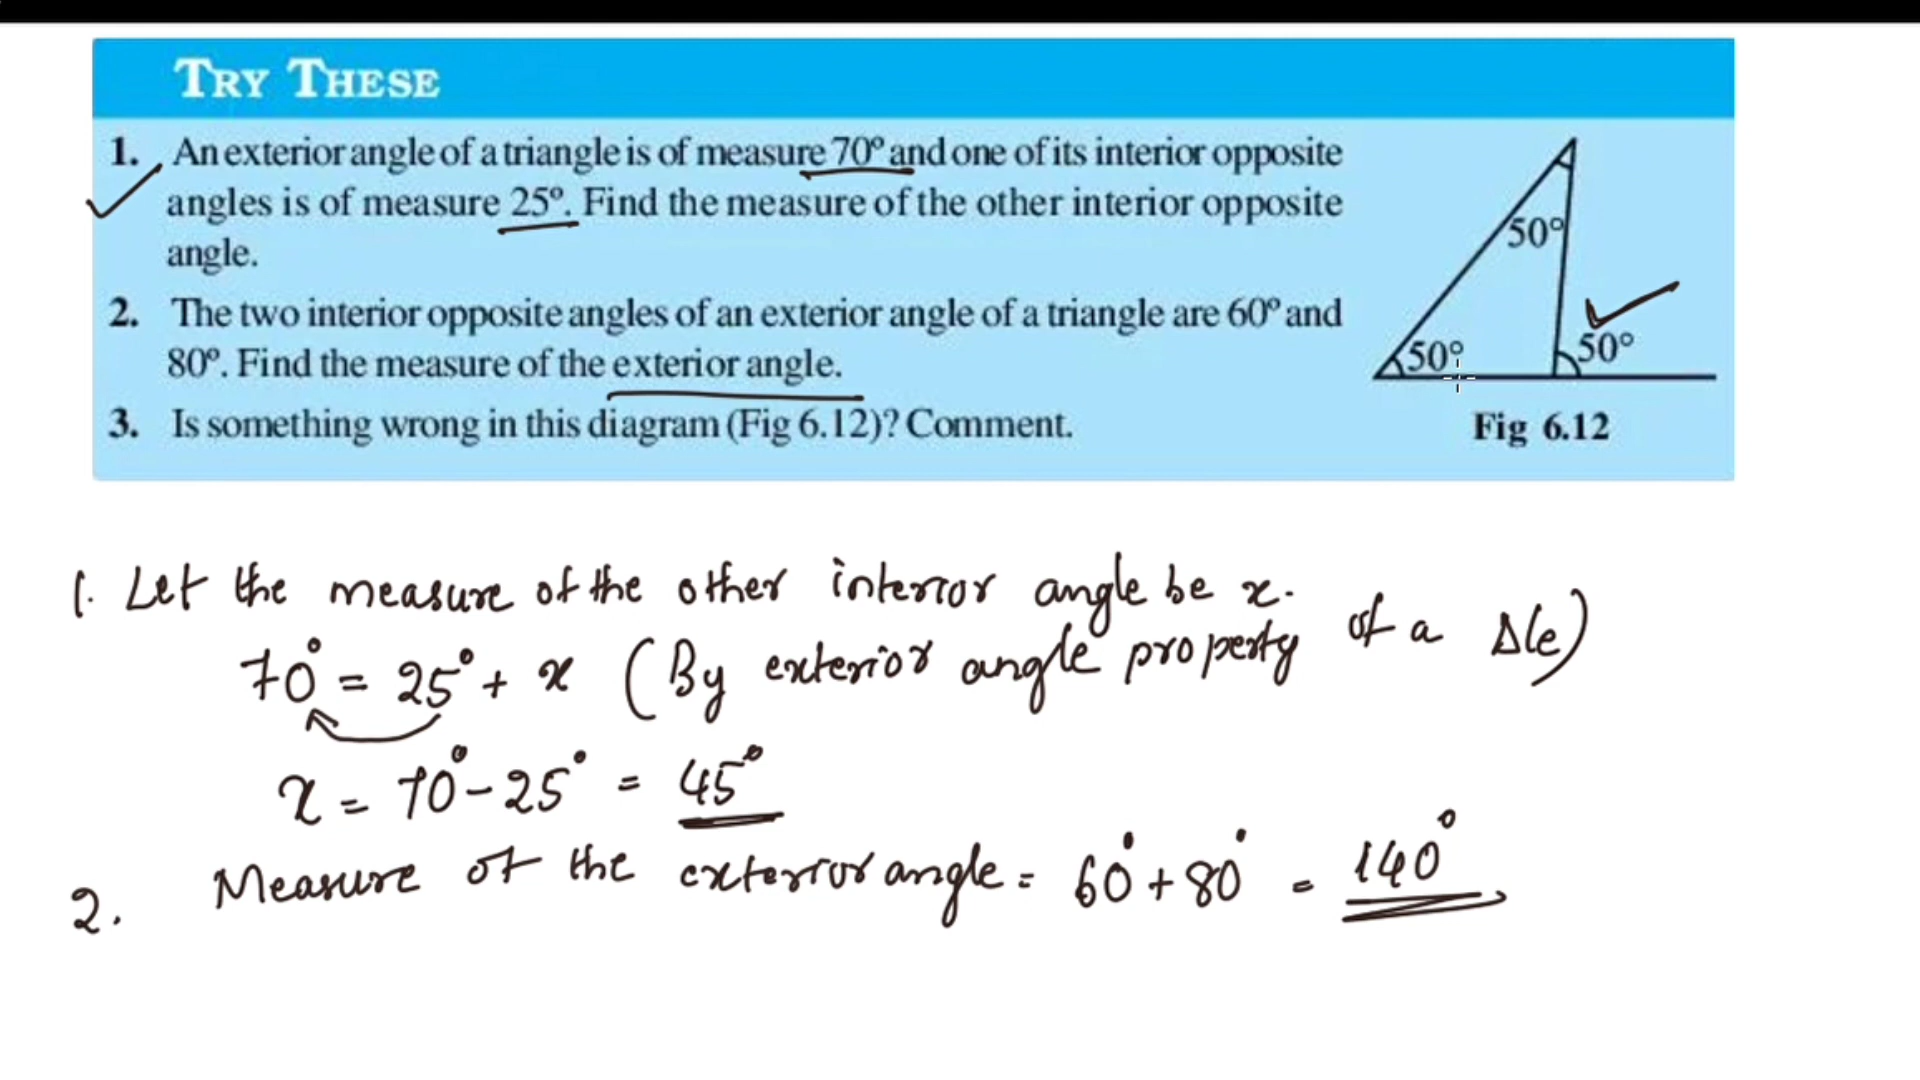 TRY THESE
1. An exterior angle of a triangle is of measure 70º and one of its interior opposite
angles is of measure 25º. Find the measure of the other interior opposite
angle.
2. The two interior opposite angles of an exterior angle of a triangle are 60º and
80º. Find the measure of the exterior angle.
3. Is something wrong in this diagram (Fig 6.12)? Comment.
50°
50°
50°
Fig 6.12
1. Let the measure of the other interior angle be x.
70° = 25° + x (By exterior angle property of a Δle)
x = 70° - 25° = 45°
2. Measure of the exterior angle = 60° + 80° = 140°